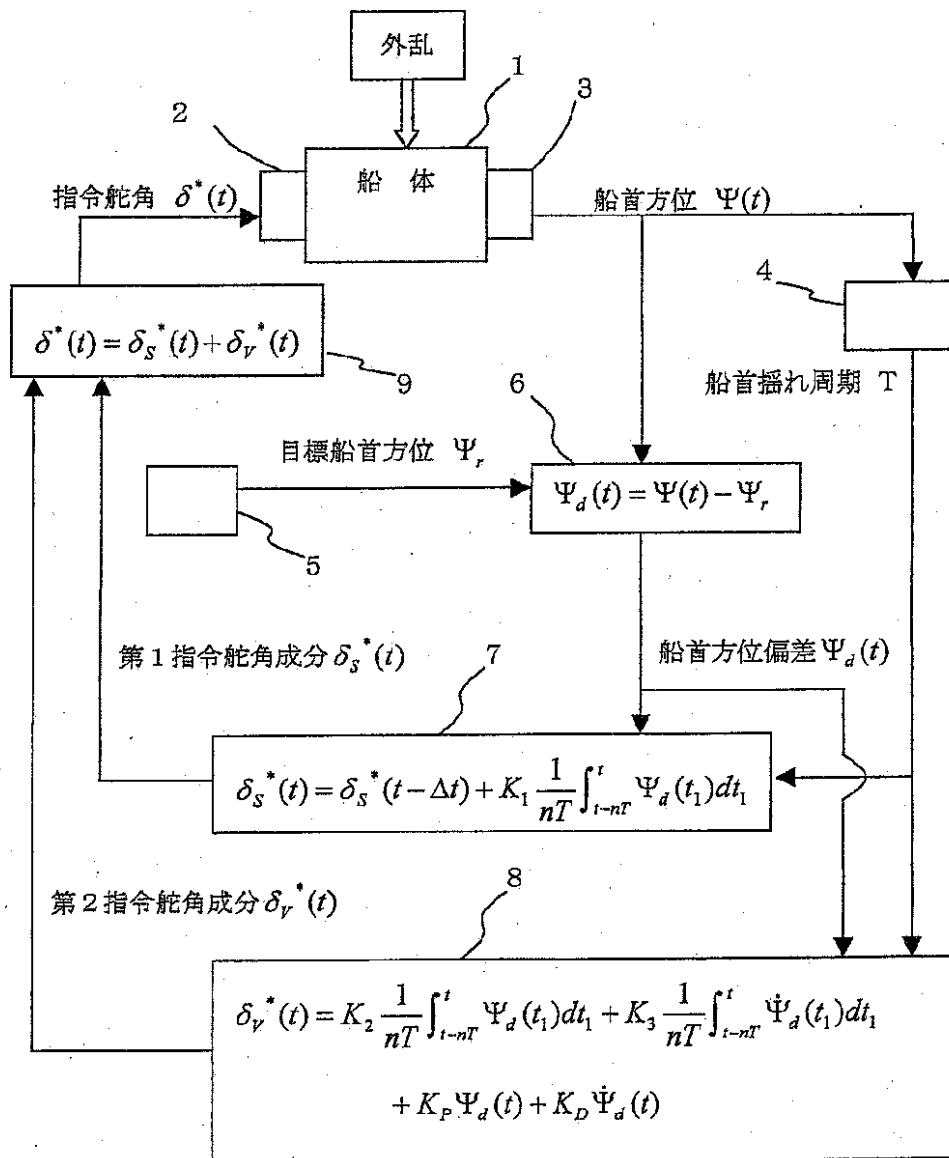 外乱
1
2
3
船 体
指令舵角 δ*(t)
船首方位 Ψ(t)
4
δ*(t) = δ_S*(t) + δ_V*(t)
9
船首揺れ周期 T
6
目標船首方位 Ψ_r
Ψ_d(t) = Ψ(t) − Ψ_r
5
第1指令舵角成分 δ_S*(t)
7
船首方位偏差 Ψ_d(t)
δ_S*(t) = δ_S*(t − Δt) + K_1 \frac{1}{nT} ∫_{t−nT}^{t} Ψ_d(t_1)dt_1
第2指令舵角成分 δ_V*(t)
8
δ_V*(t) = K_2 \frac{1}{nT} ∫_{t−nT}^{t} Ψ_d(t_1)dt_1 + K_3 \frac{1}{nT} ∫_{t−nT}^{t} Ψ̇_d(t_1)dt_1
+ K_P Ψ_d(t) + K_D Ψ̇_d(t)